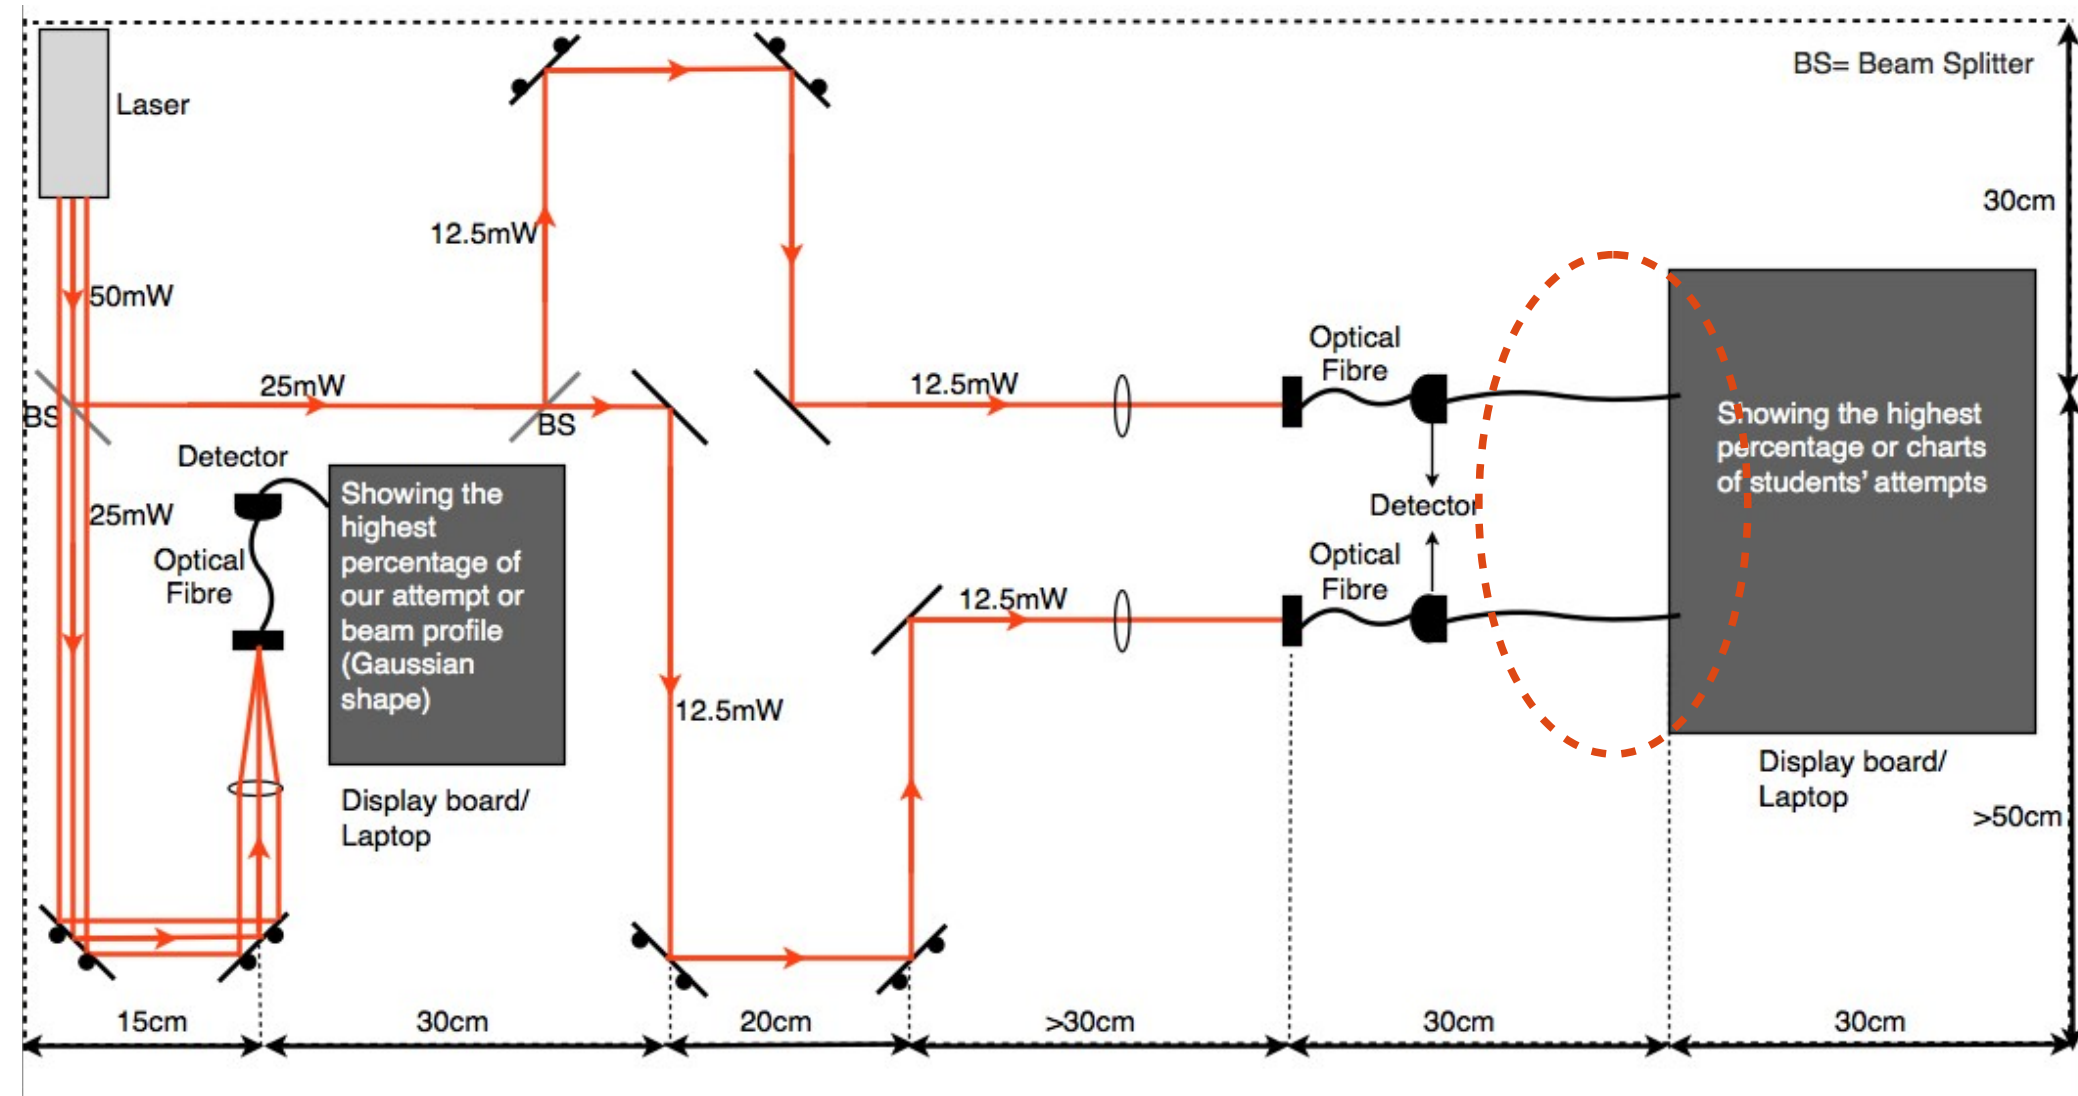 BS= Beam Splitter
Laser
30cm
12.5mW
50mW
Optical
Fibre
25mW
12.5mW
BS
BS
Showing the highest
percentage or charts
of students' attempts
Detector
Showing the
highest
percentage of
our attempt or
beam profile
(Gaussian
shape)
25mW
Detector
Optical
Fibre
Optical
Fibre
12.5mW
12.5mW
Display board/
Laptop
Display board/
Laptop
>50cm
15cm
30cm
20cm
>30cm
30cm
30cm